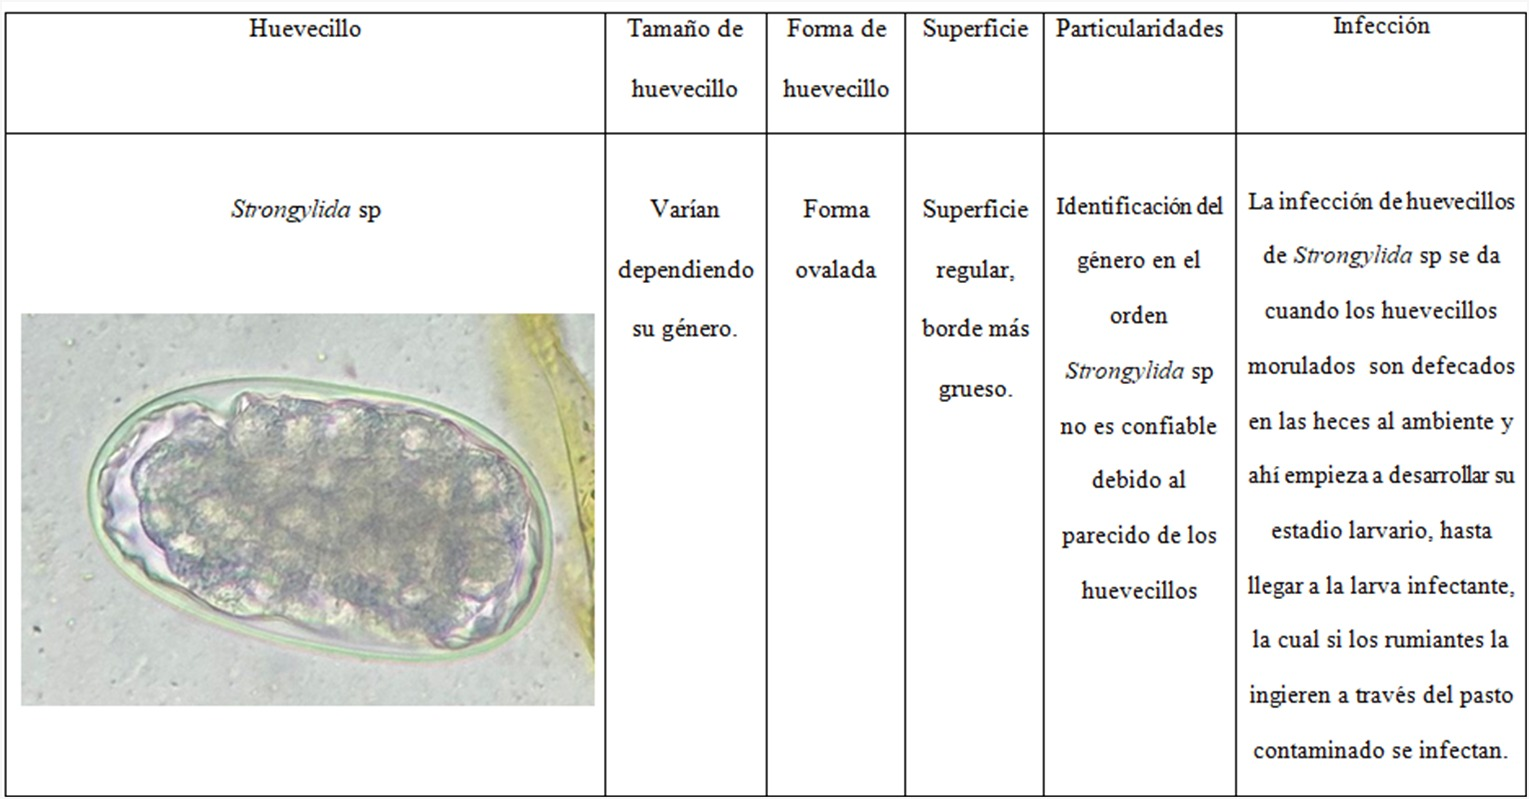 Huevecillo
Tamaño de
huevecillo
Forma de
huevecillo
Superficie
Particularidades
Infección
Strongylida sp
Varían
dependiendo
su género.
Forma
ovalada
Superficie
regular,
borde más
grueso.
Identificación del
género en el
orden
Strongylida sp
no es confiable
debido al
parecido de los
huevecillos
La infección de huevecillos
de Strongylida sp se da
cuando los huevecillos
morulados son defecados
en las heces al ambiente y
ahí empieza a desarrollar su
estadio larvario, hasta
llegar a la larva infectante,
la cual si los rumiantes la
ingieren a través del pasto
contaminado se infectan.